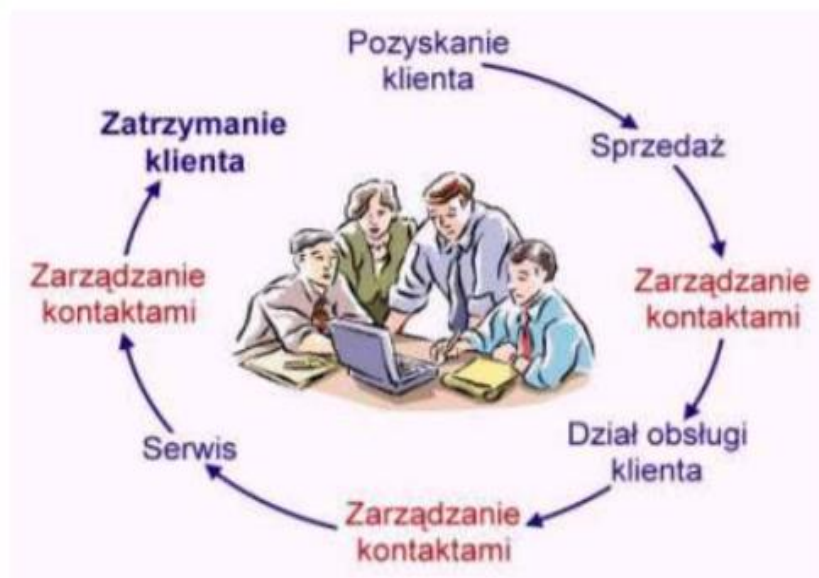 Pozyskanie
klienta
Sprzedaż
Zarządzanie
kontaktami
Dział obsługi
klienta
Zarządzanie
kontaktami
Serwis
Zarządzanie
kontaktami
Zatrzymanie
klienta